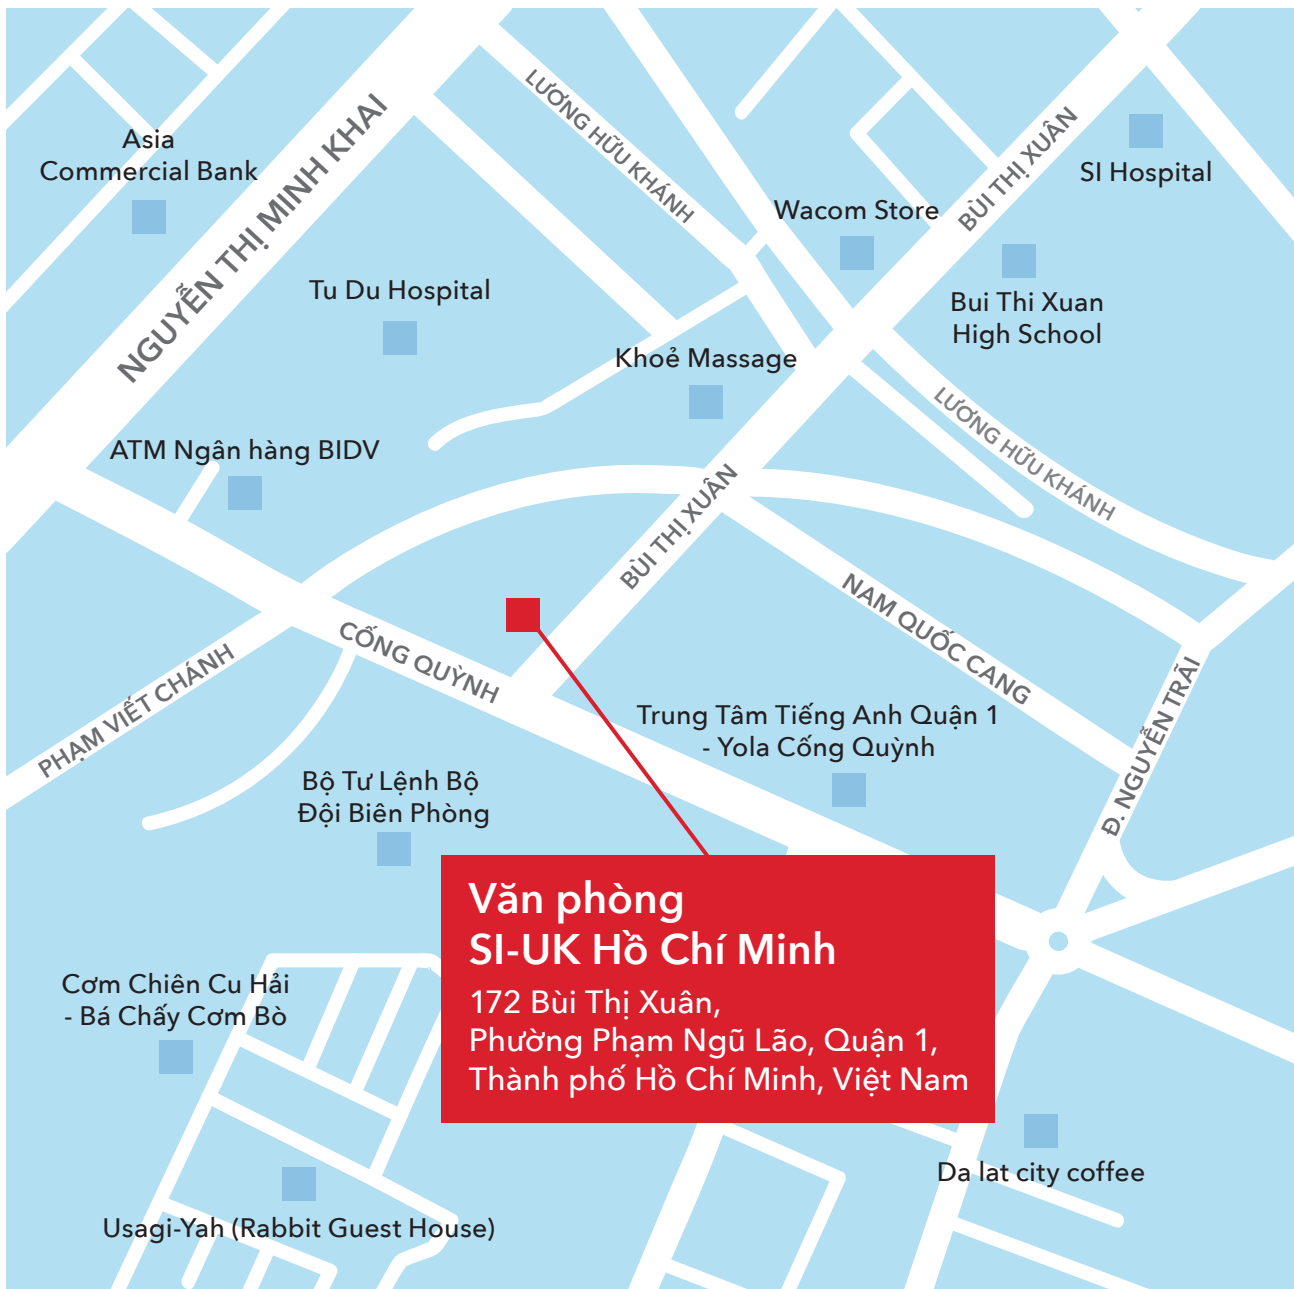 Asia
Commercial Bank
NGUYỄN THỊ MINH KHAI
LƯƠNG HỮU KHÁNH
BÙI THỊ XUÂN
SI Hospital
Wacom Store
Tu Du Hospital
Bui Thi Xuan
High School
Khoẻ Massage
LƯƠNG HỮU KHÁNH
ATM Ngân hàng BIDV
BÙI THỊ XUÂN
NAM QUỐC CANG
CỐNG QUỲNH
PHẠM VIẾT CHÁNH
Đ. NGUYỄN TRÃI
Trung Tâm Tiếng Anh Quận 1
- Yola Cống Quỳnh
Bộ Tư Lệnh Bộ
Đội Biên Phòng
Văn phòng
SI-UK Hồ Chí Minh
172 Bùi Thị Xuân,
Phường Phạm Ngũ Lão, Quận 1,
Thành phố Hồ Chí Minh, Việt Nam
Cơm Chiên Cu Hải
- Bá Chấy Cơm Bò
Da lat city coffee
Usagi-Yah (Rabbit Guest House)